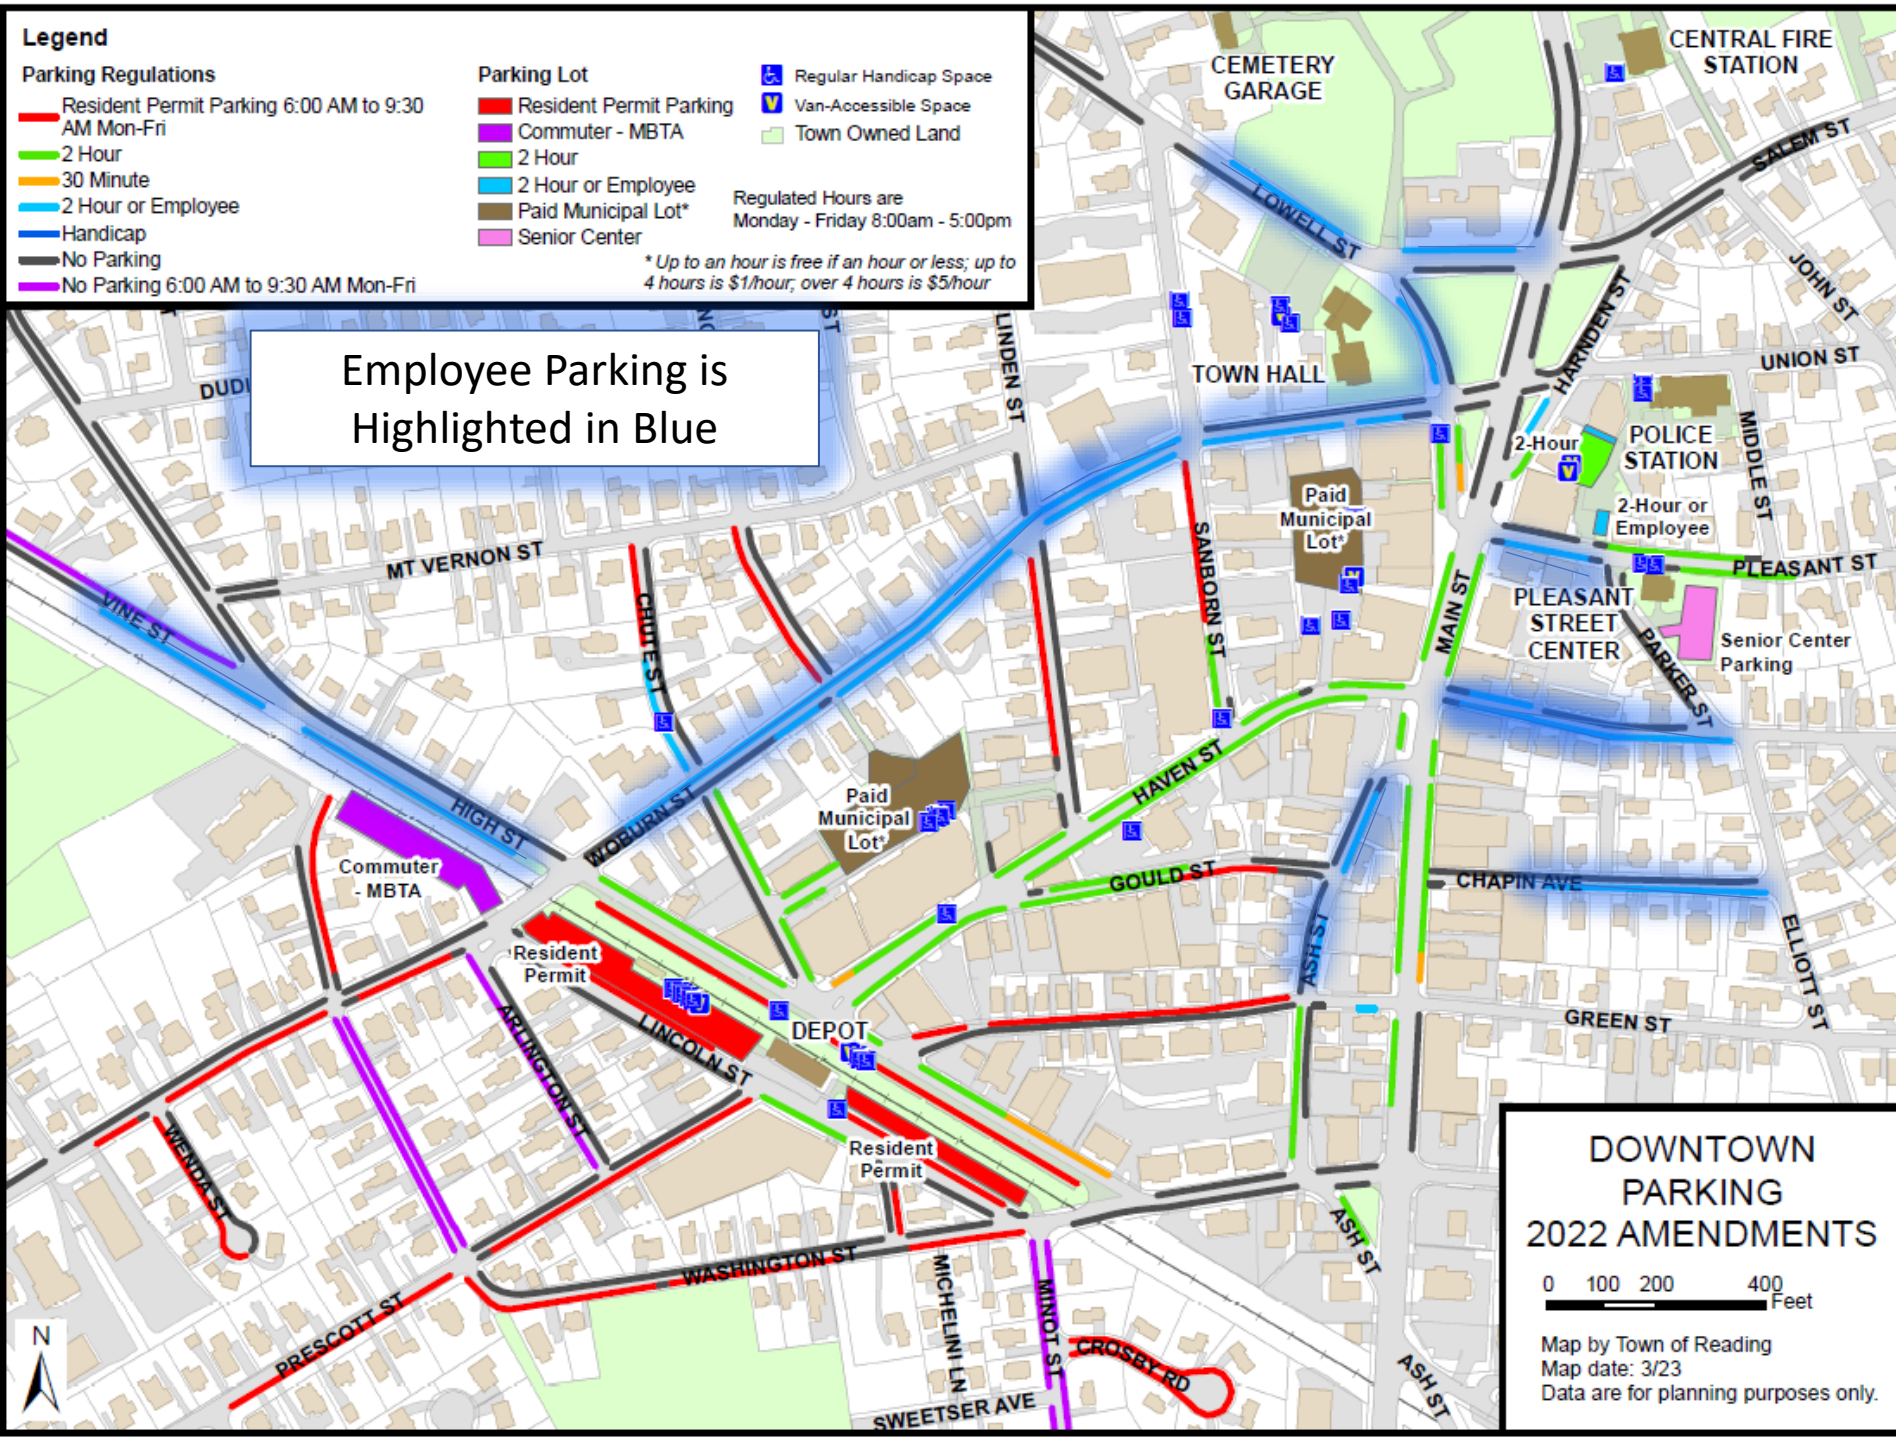 Legend
Parking Regulations
Resident Permit Parking 6:00 AM to 9:30
AM Mon-Fri
2 Hour
30 Minute
2 Hour or Employee
Handicap
No Parking
No Parking 6:00 AM to 9:30 AM Mon-Fri
Parking Lot
Resident Permit Parking
Commuter - MBTA
2 Hour
2 Hour or Employee
Paid Municipal Lot*
Senior Center
Regular Handicap Space
Van-Accessible Space
Town Owned Land
Regulated Hours are
Monday - Friday 8:00am - 5:00pm
* Up to an hour is free if an hour or less; up to
4 hours is $1/hour; over 4 hours is $5/hour
Employee Parking is
Highlighted in Blue
CEMETERY
GARAGE
CENTRAL FIRE
STATION
SALEM ST
LOWELL ST
JOHN ST
HARNDEN ST
UNION ST
LINDEN ST
ST
TOWN HALL
2-Hour
POLICE
STATION
MIDDLE ST
Paid
Municipal
Lot*
2-Hour or
Employee
PLEASANT ST
MT VERNON ST
SANBORN ST
MAIN ST
PLEASANT
STREET
CENTER
PARKER ST
Senior Center
Parking
VINE ST
CHUTE ST
HIGH ST
WOBURN ST
Paid
Municipal
Lot*
HAVEN ST
Commuter
- MBTA
GOULD ST
CHAPIN AVE
ELLIOTT ST
ASH ST
Resident
Permit
ARLINGTON ST
LINCOLN ST
DEPOT
GREEN ST
Resident
Permit
WENDA ST
WASHINGTON ST
PRESCOTT ST
MICHELINI LN
MINOT ST
CROSBY RD
SWEETSER AVE
ASH ST
ASH ST
N
DOWNTOWN
PARKING
2022 AMENDMENTS
0 100 200 400
Feet
Map by Town of Reading
Map date: 3/23
Data are for planning purposes only.